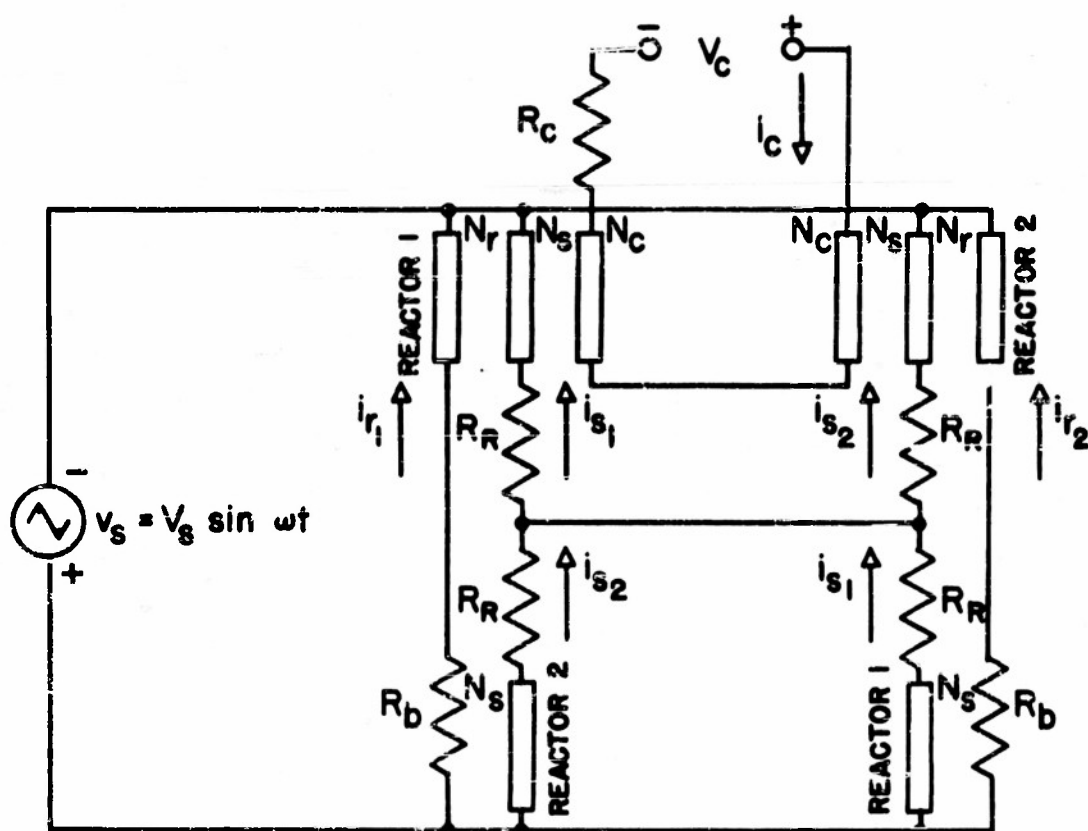 − V_c +
R_c
i_c
N_r N_s N_c N_c N_s N_r
REACTOR 1
REACTOR 2
i_r1 R_R i_s1 i_s2 R_R i_r2
−
v_s = V_s sin ωt
+
R_R i_s2 i_s1 R_R
R_b N_s REACTOR 2 REACTOR 1 N_s R_b